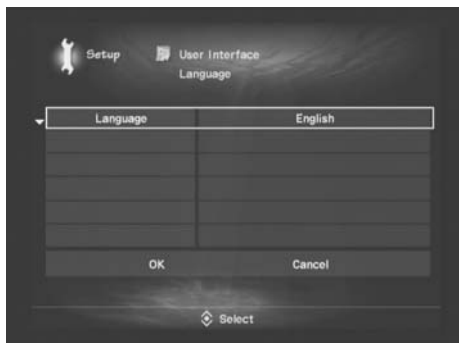 Setup User Interface
Language
Language English
OK Cancel
Select